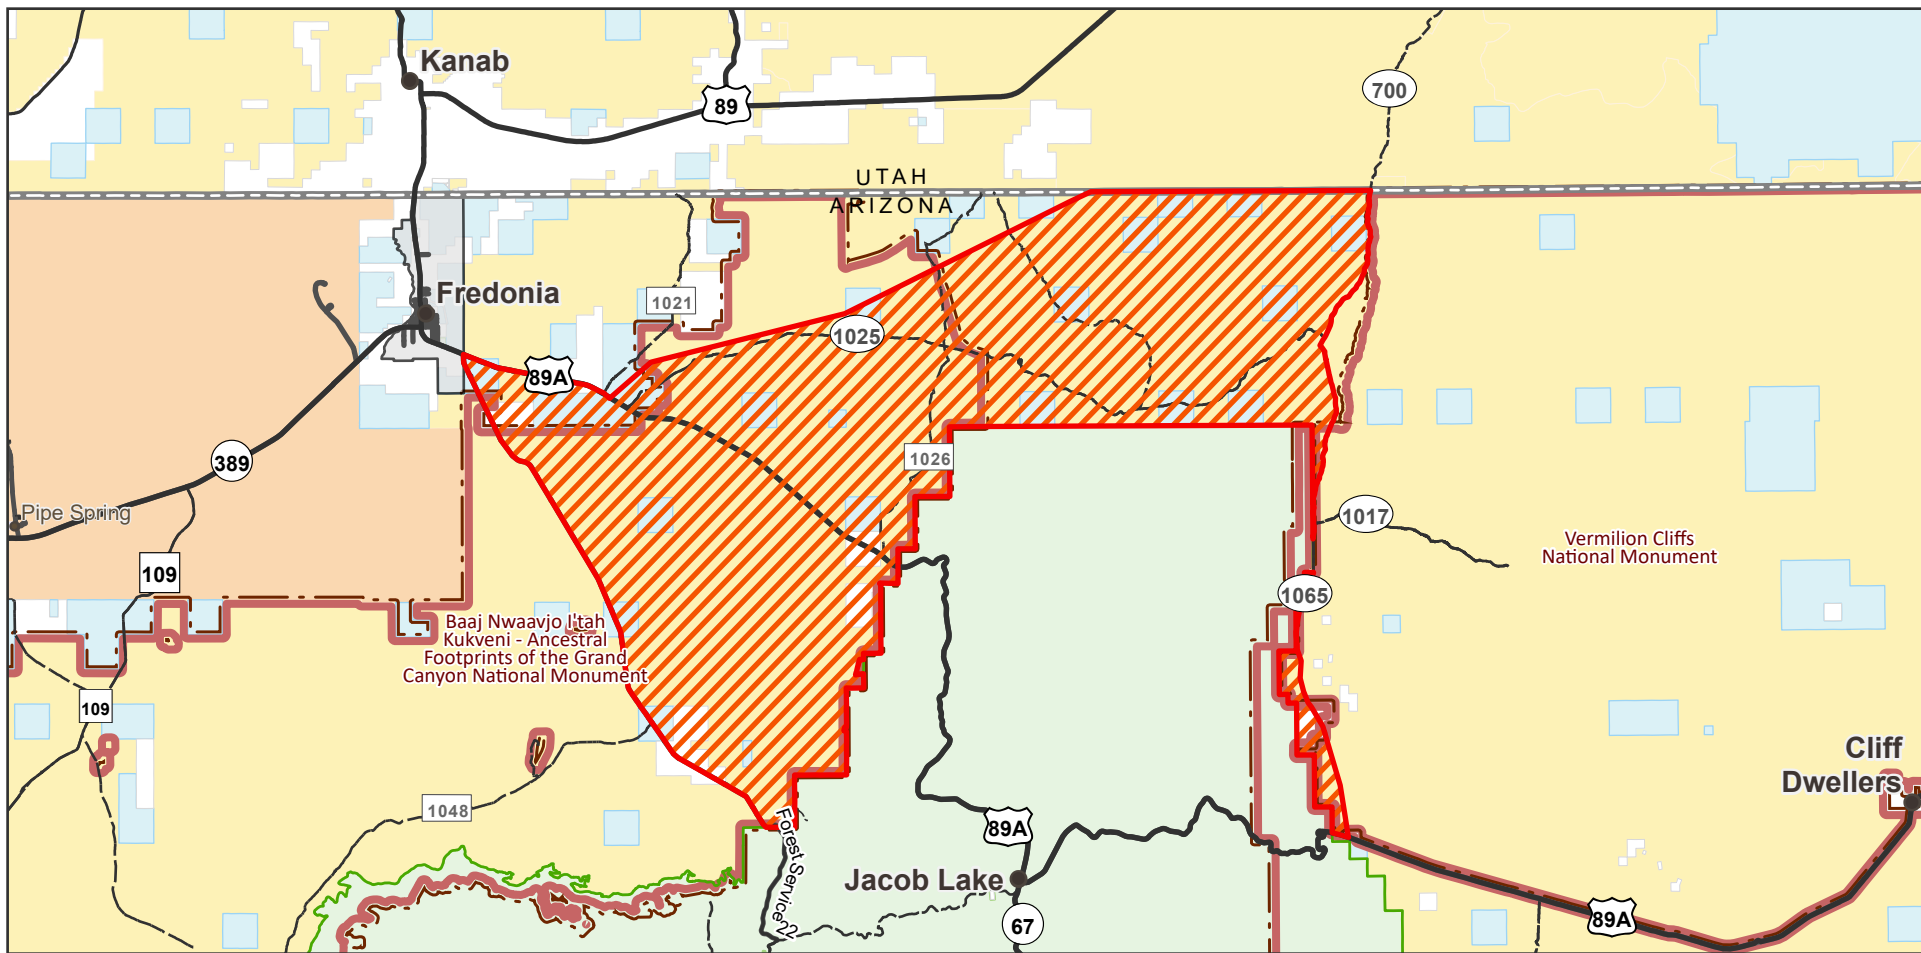 Kanab
89
700
UTAH
ARIZONA
Fredonia
1021
1025
89A
389
1026
Pipe Spring
1017
Vermilion Cliffs
National Monument
109
1065
Baaj Nwaavjo I'tah
Kukveni - Ancestral
Footprints of the Grand
Canyon National Monument
109
Cliff
Dwellers
1048
89A
Forest Service 22
Jacob Lake
67
89A